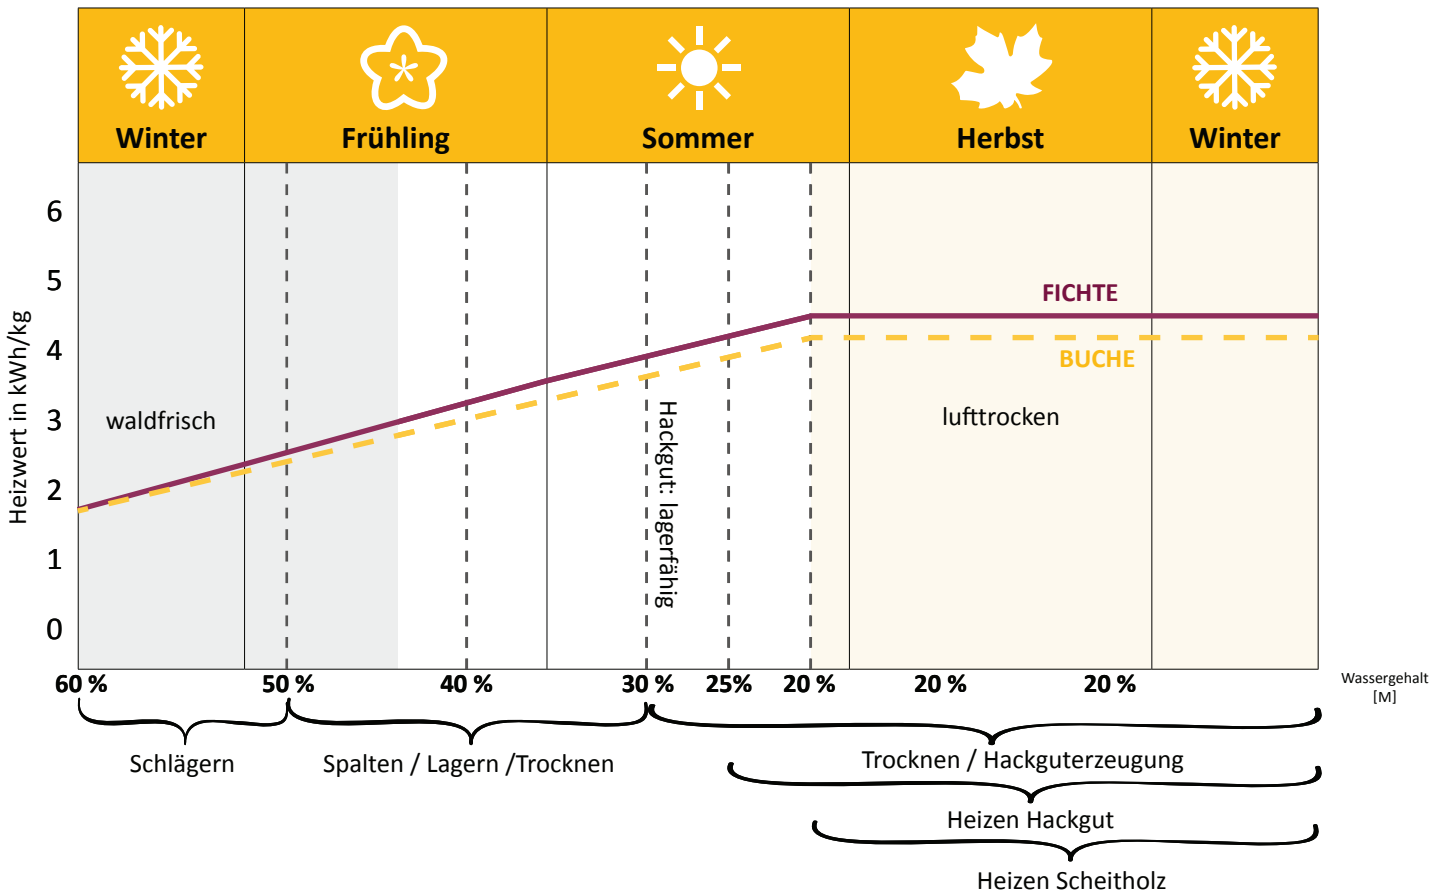 Winter
Frühling
Sommer
Herbst
Winter
Heizwert in kWh/kg
6
5
4
3
2
1
0
FICHTE
BUCHE
waldfrisch
Hackgut: lagerfähig
lufttrocken
60 %
50 %
40 %
30 %
25%
20 %
20 %
20 %
Wassergehalt
[M]
Schlägern
Spalten / Lagern /Trocknen
Trocknen / Hackguterzeugung
Heizen Hackgut
Heizen Scheitholz